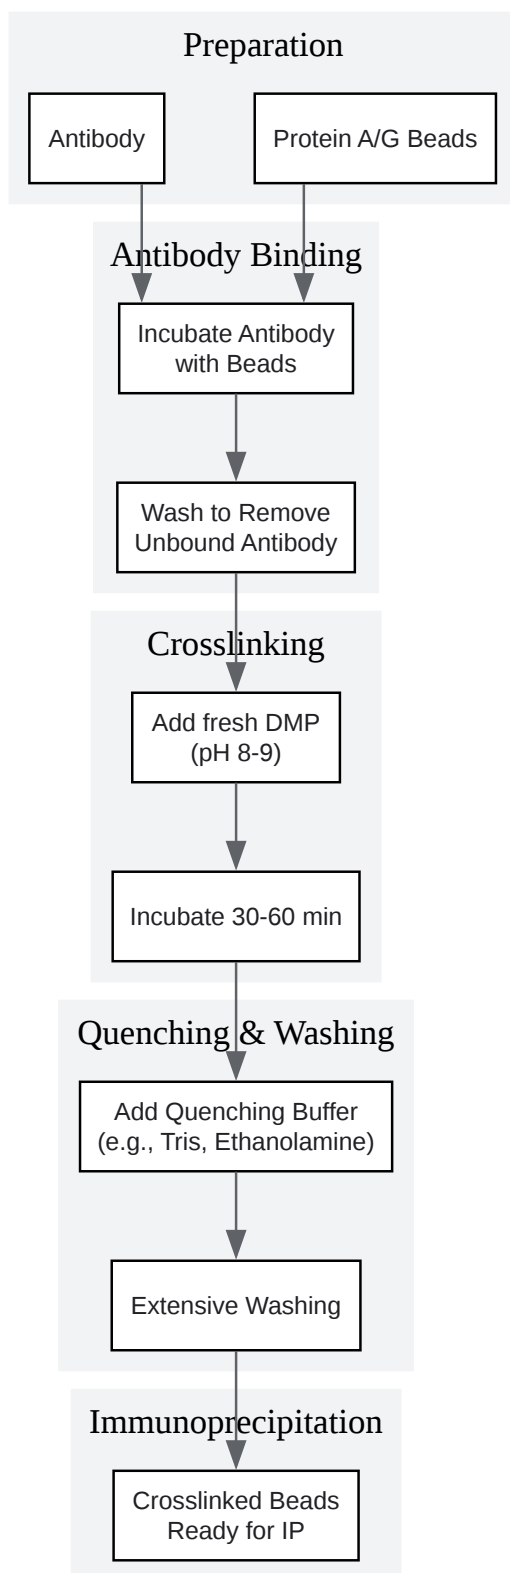 Preparation
Antibody
Protein A/G Beads
Antibody Binding
Incubate Antibody
with Beads
Wash to Remove
Unbound Antibody
Crosslinking
Add fresh DMP
(pH 8-9)
Incubate 30-60 min
Quenching & Washing
Add Quenching Buffer
(e.g., Tris, Ethanolamine)
Extensive Washing
Immunoprecipitation
Crosslinked Beads
Ready for IP